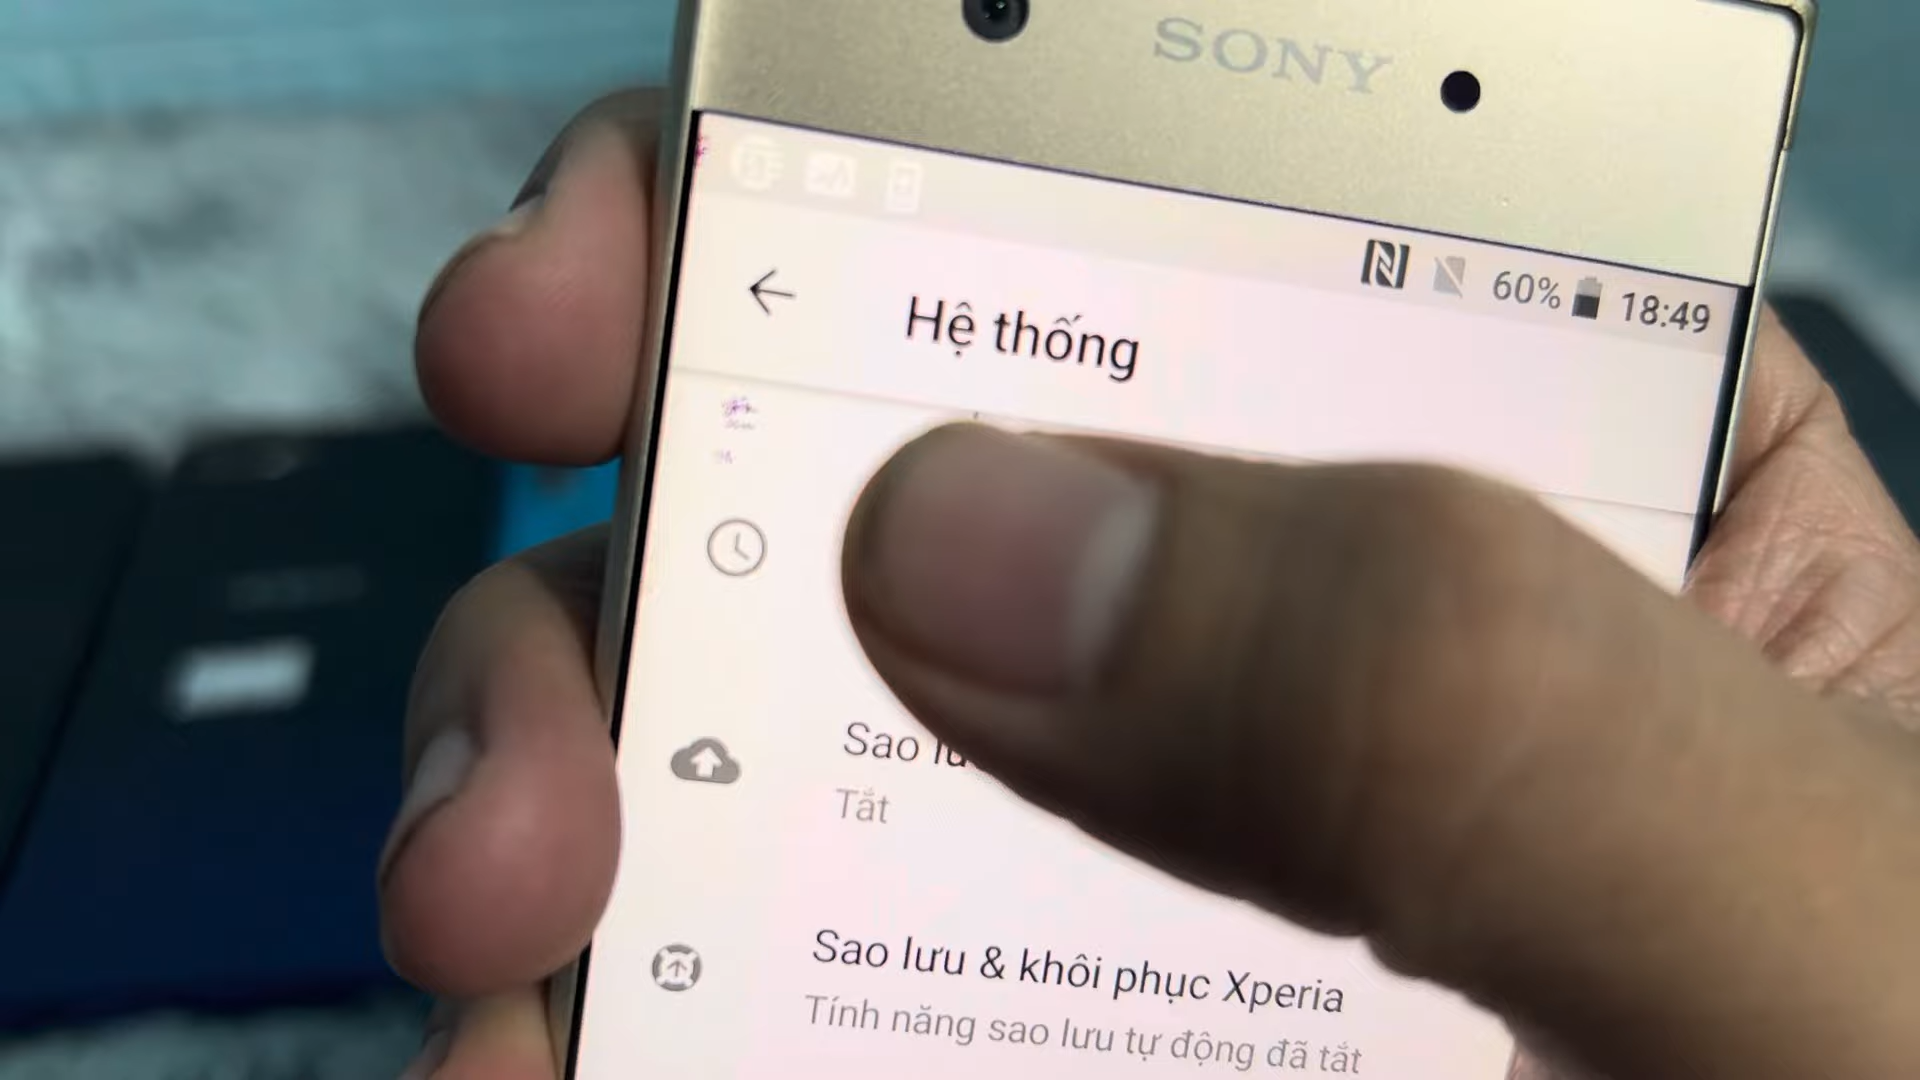 SONY
60% 18:49
Hệ thống
Sao
Tắt
Sao lưu & khôi phục Xperia
Tính năng sao lưu tự động đã tắt